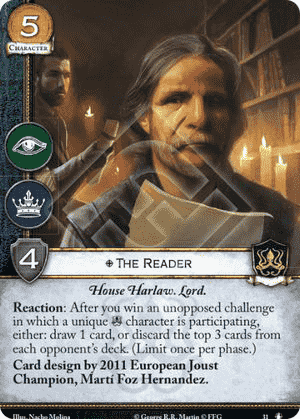 5
Character
4
The Reader
House Harlaw. Lord.
Reaction: After you win an unopposed challenge
in which a unique character is participating,
either: draw 1 card, or discard the top 3 cards from
each opponent's deck. (Limit once per phase.)
Card design by 2011 European Joust
Champion, Martí Foz Hernandez.
Illus. Nacho Molina
© George R.R. Martin © FFG
11